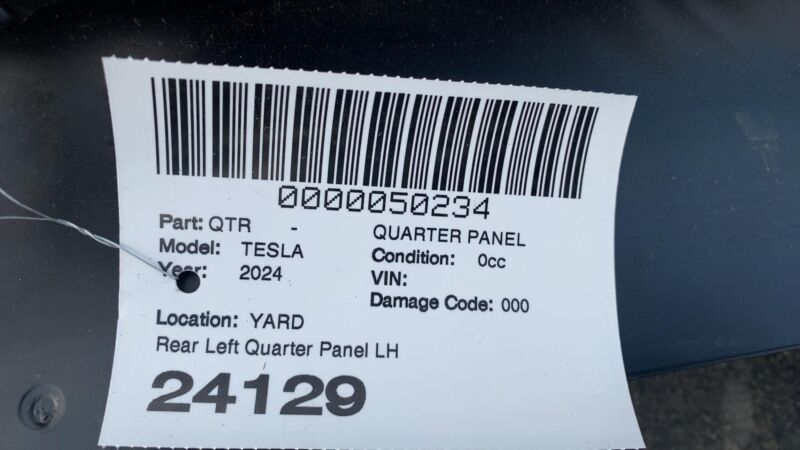 0000050234
Part: QTR - QUARTER PANEL
Model: TESLA Condition: 0cc
Year: 2024 VIN:
Damage Code: 000
Location: YARD
Rear Left Quarter Panel LH
24129